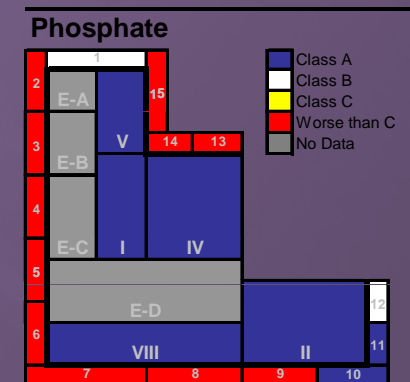 Phosphate
Class A
Class B
Class C
Worse than C
No Data
1
2
15
E-A
V
3
14 13
E-B
4
E-C I IV
5
E-D
12
6
11
VIII II
7 8 9 10